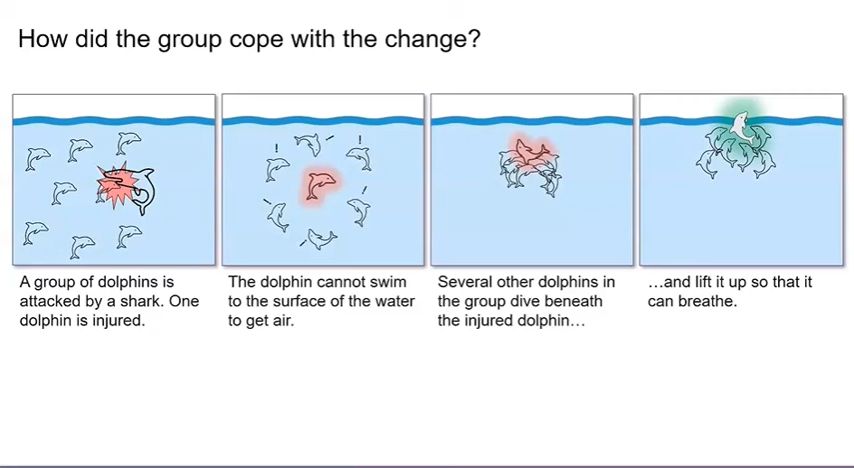 How did the group cope with the change?
! ! !
A group of dolphins is
attacked by a shark. One
dolphin is injured.
The dolphin cannot swim
to the surface of the water
to get air.
Several other dolphins in
the group dive beneath
the injured dolphin…
…and lift it up so that it
can breathe.